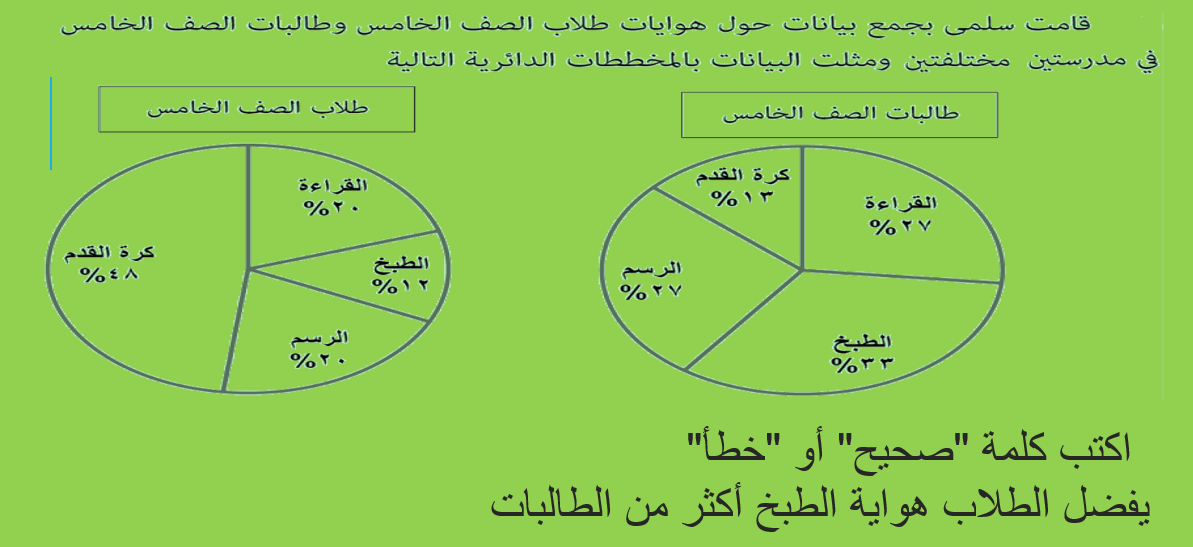 قامت سلمى بجمع بيانات حول هوايات طلاب الصف الخامس وطالبات الصف الخامس
في مدرستين مختلفتين ومثلت البيانات بالمخططات الدائرية التالية
طالبات الصف الخامس
كرة القدم
%١٣
القراءة
%٢٧
الرسم
%٢٧
الطبخ
%٣٣
طلاب الصف الخامس
القراءة
%٢٠
كرة القدم
%٤٨
الطبخ
%١٢
الرسم
%٢٠
اكتب كلمة "صحيح" أو "خطأ"
يفضل الطلاب هواية الطبخ أكثر من الطالبات